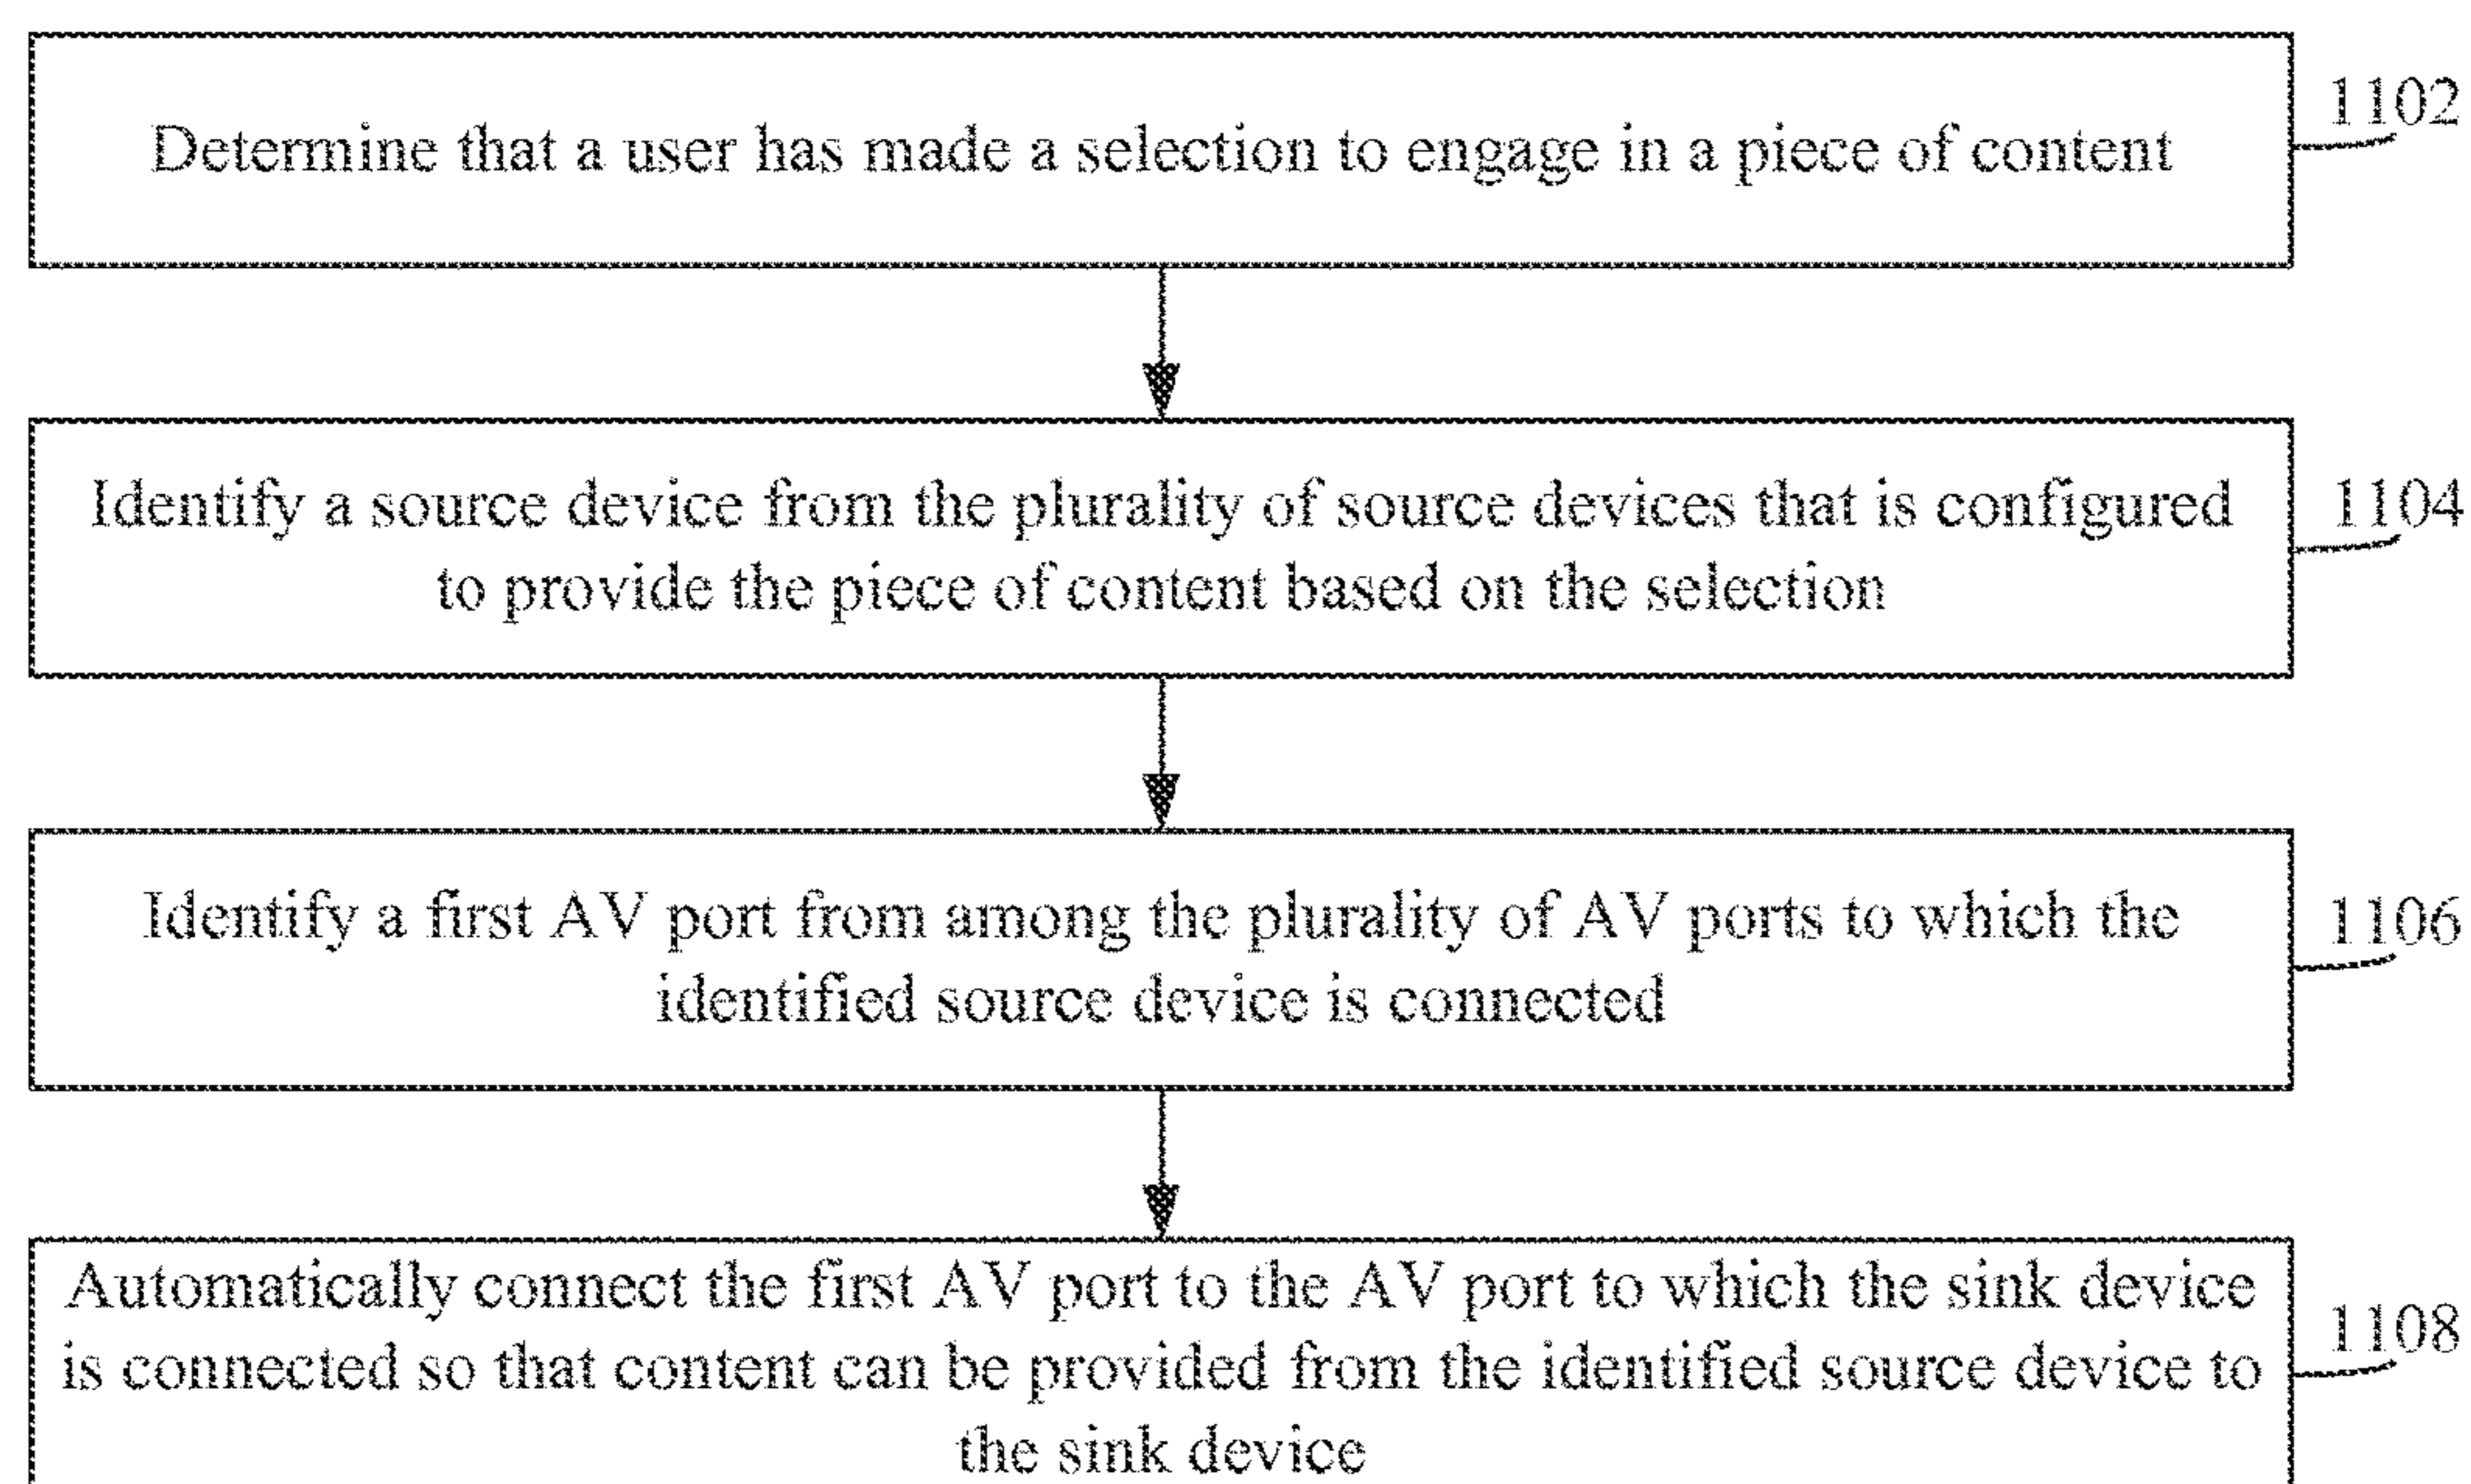 Determine that a user has made a selection to engage in a piece of content
1102
Identify a source device from the plurality of source devices that is configured
to provide the piece of content based on the selection
1104
Identify a first AV port from among the plurality of AV ports to which the
identified source device is connected
1106
Automatically connect the first AV port to the AV port to which the sink device
is connected so that content can be provided from the identified source device to
the sink device
1108